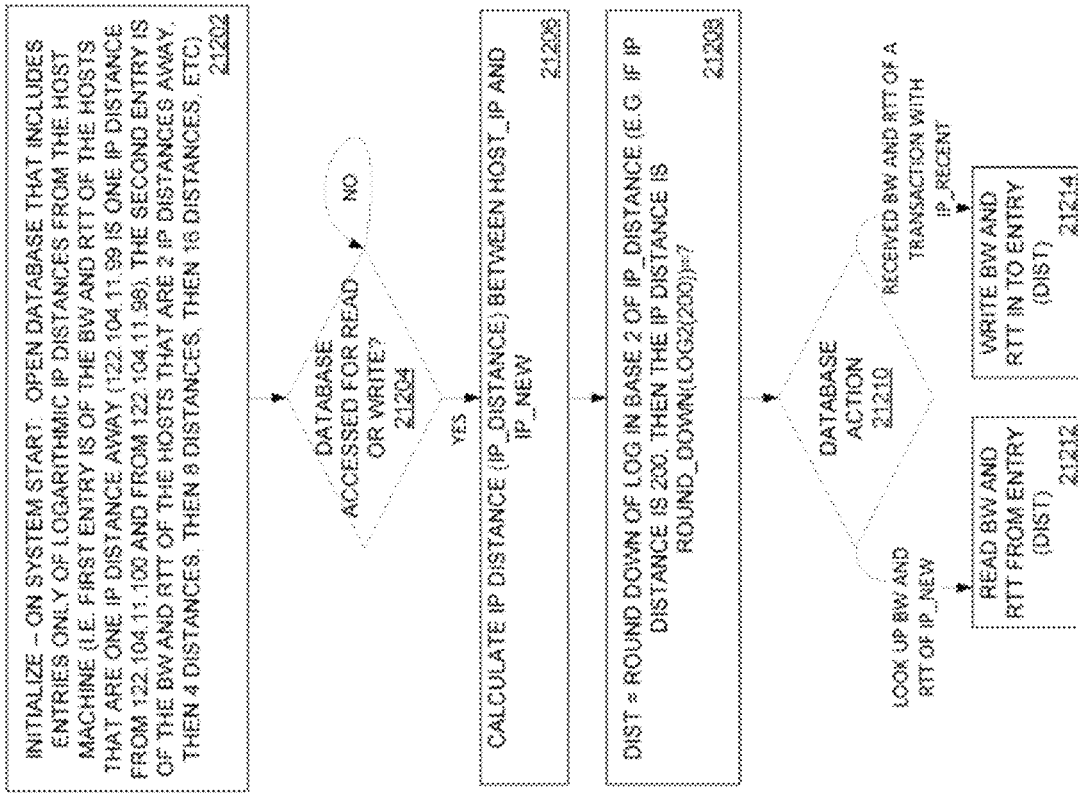 INITIALIZE – ON SYSTEM START. OPEN DATABASE THAT INCLUDES
ENTRIES ONLY OF LOGARITHMIC IP DISTANCES FROM THE HOST
MACHINE (I.E. FIRST ENTRY IS OF THE BW AND RTT OF THE HOSTS
THAT ARE ONE IP DISTANCE AWAY (122.104.11.99 IS ONE IP DISTANCE
FROM 122.104.11.100 AND FROM 122.104.11.98). THE SECOND ENTRY IS
OF THE BW AND RTT OF THE HOSTS THAT ARE 2 IP DISTANCES AWAY,
THEN 4 DISTANCES, THEN 8 DISTANCES, THEN 16 DISTANCES, ETC)
21202
DATABASE
ACCESSED FOR READ
OR WRITE?
21204
NO
YES
CALCULATE IP DISTANCE (IP_DISTANCE) BETWEEN HOST_IP AND
IP_NEW
21206
DIST = ROUND DOWN OF LOG IN BASE 2 OF IP_DISTANCE (E.G. IF IP
DISTANCE IS 200, THEN THE IP DISTANCE IS
ROUND_DOWN(LOG2(200))=7
21208
DATABASE
ACTION
21210
LOOK UP BW AND
RTT OF IP_NEW
RECEIVED BW AND RTT OF A
TRANSACTION WITH
IP_RECENT
READ BW AND
RTT FROM ENTRY
(DIST)
21212
WRITE BW AND
RTT IN TO ENTRY
(DIST)
21214